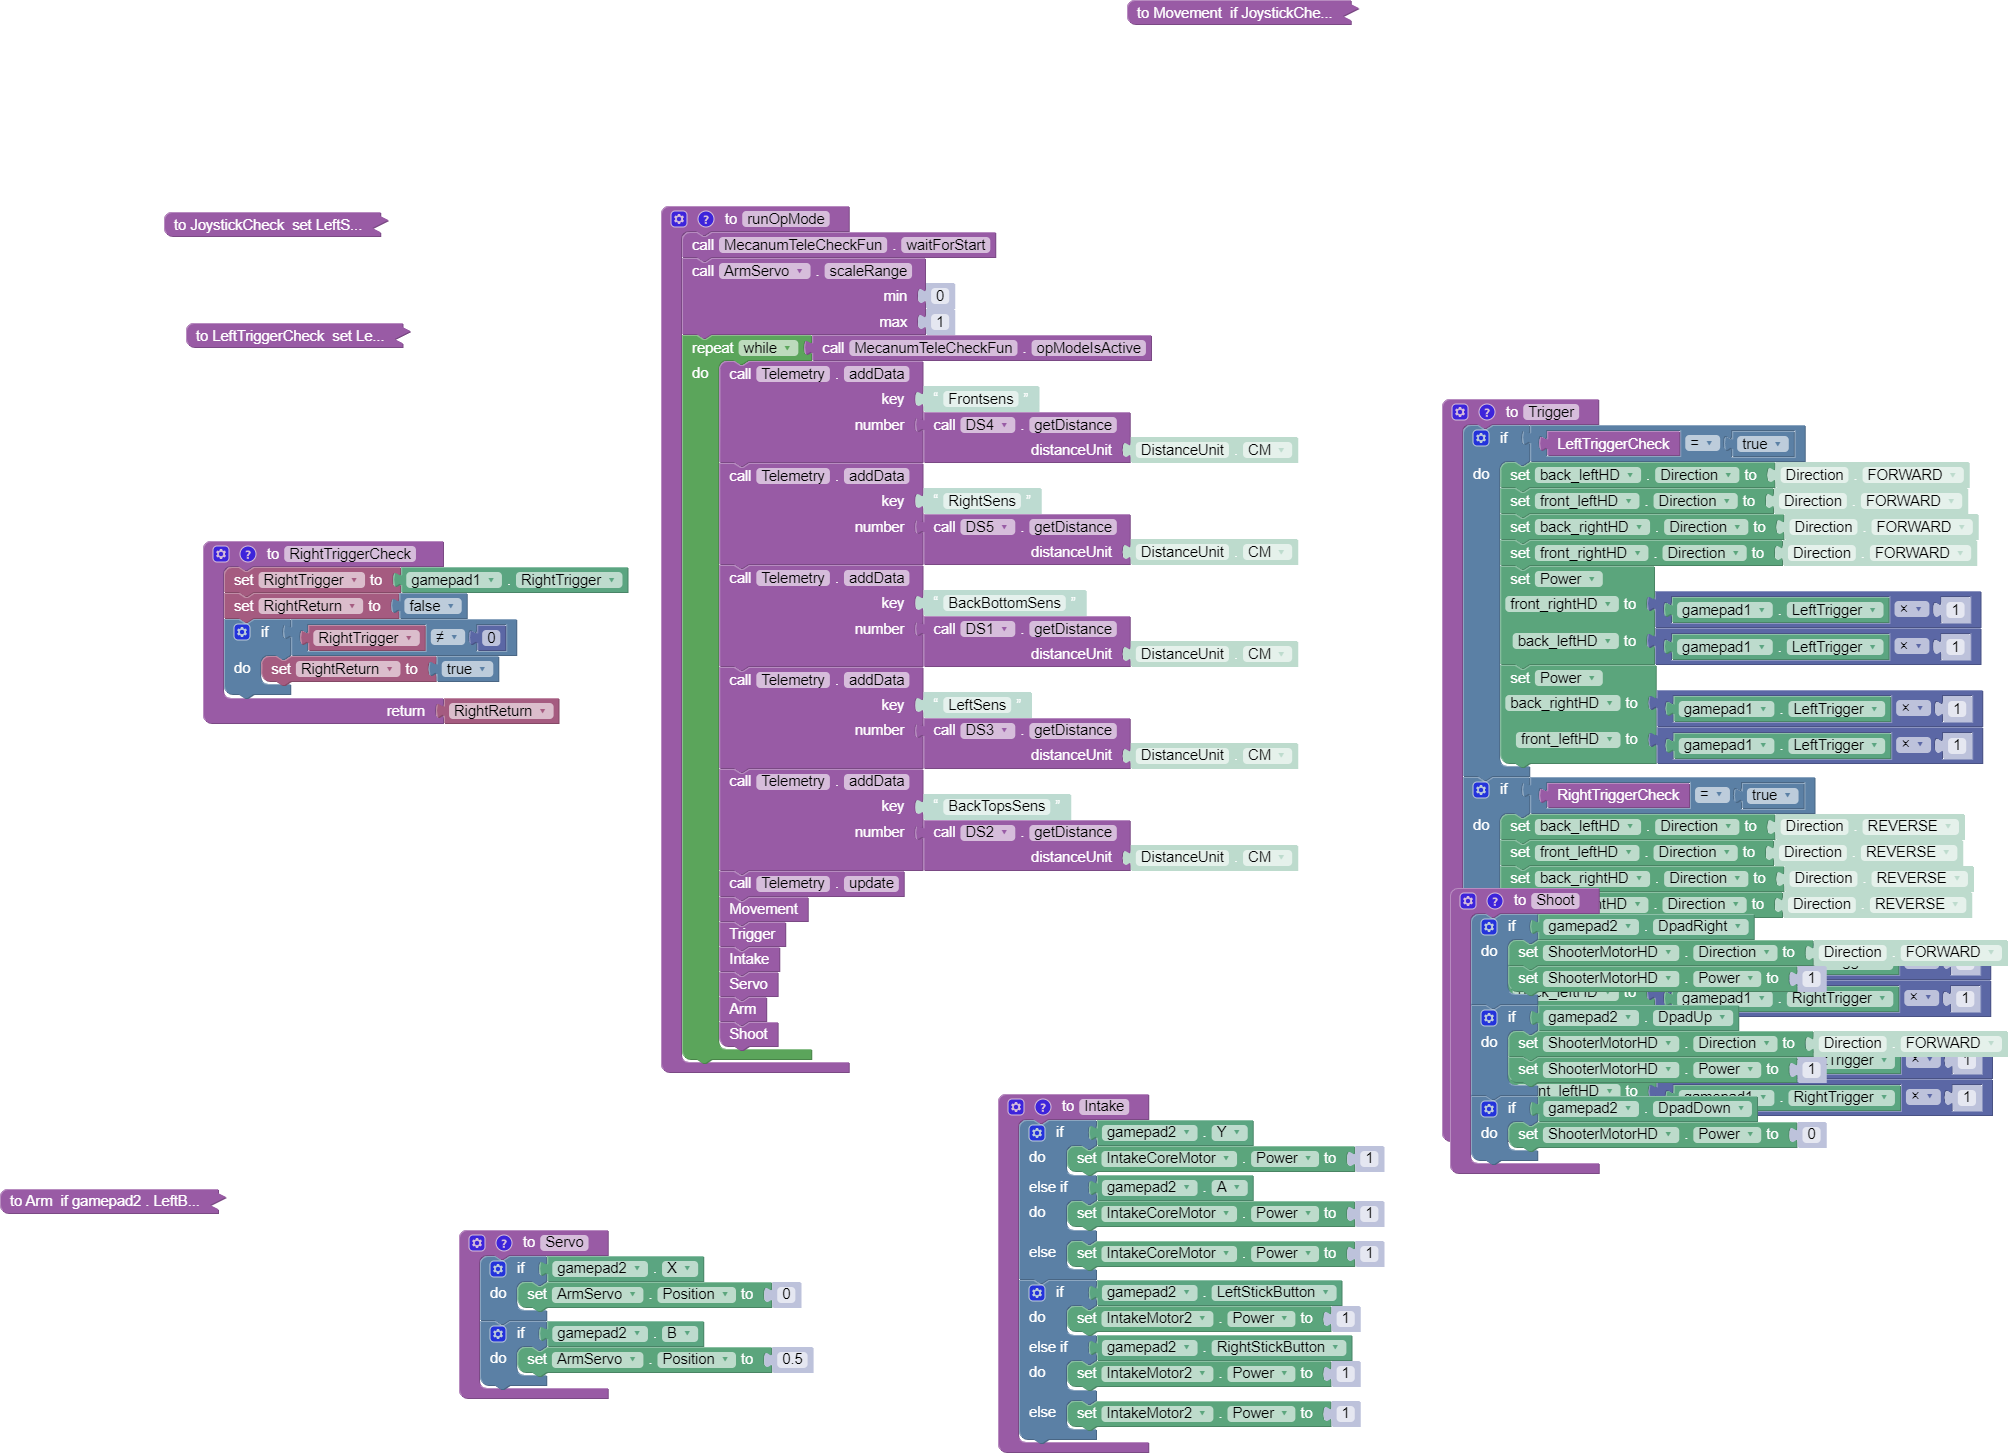 to Movement if JoystickChe...
to JoystickCheck set LeftS...
to LeftTriggerCheck set Le...
to RightTriggerCheck
set RightTrigger to gamepad1 . RightTrigger
set RightReturn to false
if RightTrigger ≠ 0
do set RightReturn to true
return RightReturn
to runOpMode
call MecanumTeleCheckFun . waitForStart
call ArmServo . scaleRange
min 0
max 1
repeat while call MecanumTeleCheckFun . opModeIsActive
do call Telemetry . addData
key “ Frontsens ”
number call DS4 . getDistance
distanceUnit DistanceUnit . CM
call Telemetry . addData
key “ RightSens ”
number call DS5 . getDistance
distanceUnit DistanceUnit . CM
call Telemetry . addData
key “ BackBottomSens ”
number call DS1 . getDistance
distanceUnit DistanceUnit . CM
call Telemetry . addData
key “ LeftSens ”
number call DS3 . getDistance
distanceUnit DistanceUnit . CM
call Telemetry . addData
key “ BackTopsSens ”
number call DS2 . getDistance
distanceUnit DistanceUnit . CM
call Telemetry . update
Movement
Trigger
Intake
Servo
Arm
Shoot
to Trigger
if LeftTriggerCheck = true
do set back_leftHD . Direction to Direction . FORWARD
set front_leftHD . Direction to Direction . FORWARD
set back_rightHD . Direction to Direction . FORWARD
set front_rightHD . Direction to Direction . FORWARD
set Power
front_rightHD to gamepad1 . LeftTrigger × 1
back_leftHD to gamepad1 . LeftTrigger × 1
set Power
back_rightHD to gamepad1 . LeftTrigger × 1
front_leftHD to gamepad1 . LeftTrigger × 1
if RightTriggerCheck = true
do set back_leftHD . Direction to Direction . REVERSE
set front_leftHD . Direction to Direction . REVERSE
set back_rightHD . Direction to Direction . REVERSE
htHD . Direction to Direction . REVERSE
to Shoot
if gamepad2 . DpadRight
do set ShooterMotorHD . Direction to Direction . FORWARD
set ShooterMotorHD . Power to 1
back_leftHD to gamepad1 . RightTrigger × 1
if gamepad2 . DpadUp
do set ShooterMotorHD . Direction to Direction . FORWARD
set ShooterMotorHD . Power to 1
Trigger × 1
nt_leftHD to gamepad1 . RightTrigger × 1
if gamepad2 . DpadDown
do set ShooterMotorHD . Power to 0
to Intake
if gamepad2 . Y
do set IntakeCoreMotor . Power to 1
else if gamepad2 . A
do set IntakeCoreMotor . Power to 1
else set IntakeCoreMotor . Power to 1
if gamepad2 . LeftStickButton
do set IntakeMotor2 . Power to 1
else if gamepad2 . RightStickButton
do set IntakeMotor2 . Power to 1
else set IntakeMotor2 . Power to 1
to Arm if gamepad2 . LeftB...
to Servo
if gamepad2 . X
do set ArmServo . Position to 0
if gamepad2 . B
do set ArmServo . Position to 0.5